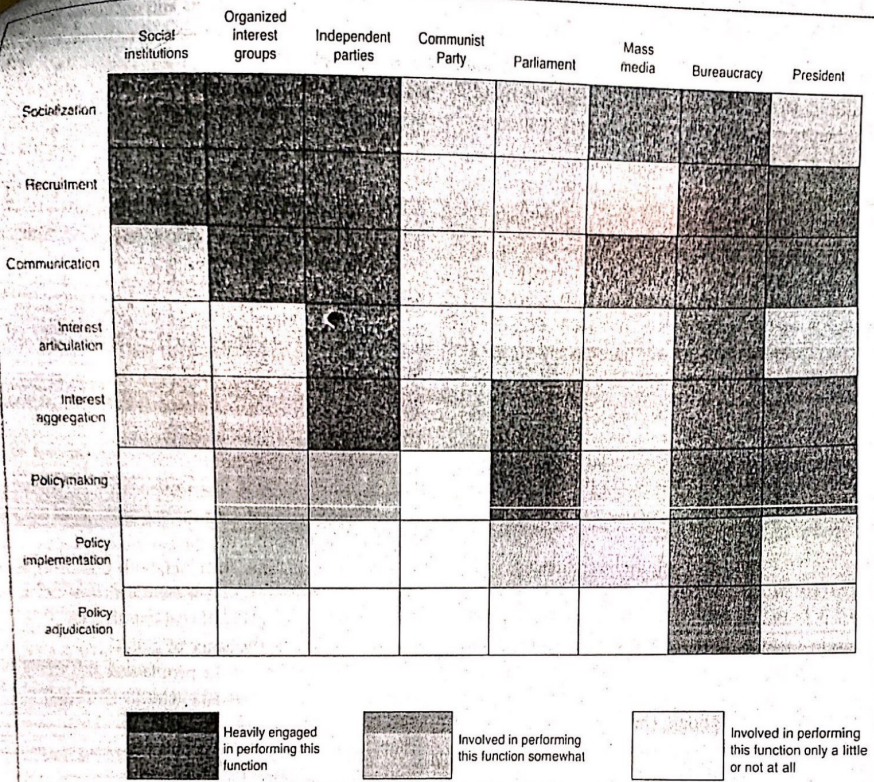 Social
institutions
Organized
interest
groups
Independent
parties
Communist
Party
Parliament
Mass
media
Bureaucracy
President
Socialization
Recruitment
Communication
Interest
articulation
Interest
aggregation
Policymaking
Policy
implementation
Policy
adjudication
Heavily engaged
in performing this
function
Involved in performing
this function somewhat
Involved in performing
this function only a little
or not at all